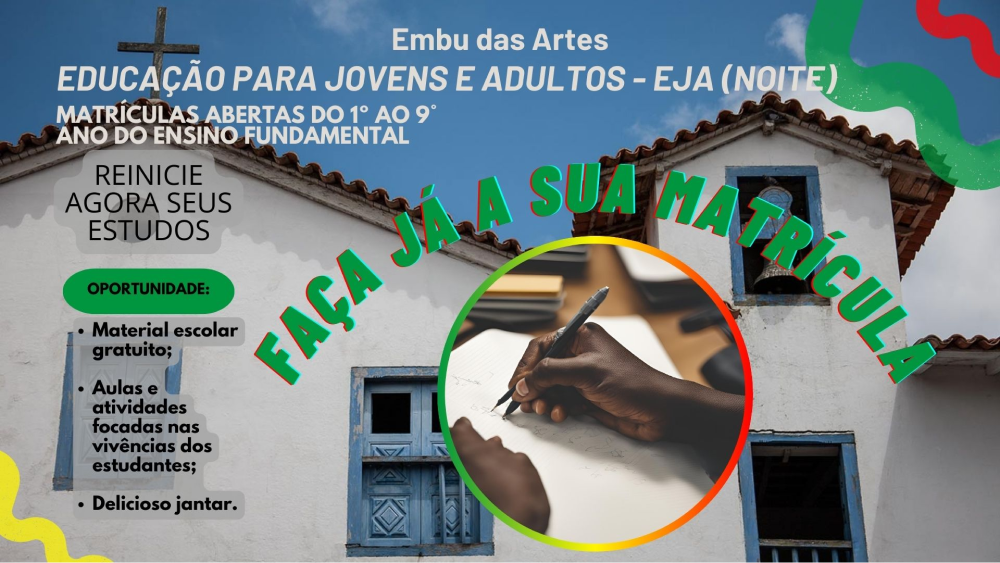 Embu das Artes
EDUCAÇÃO PARA JOVENS E ADULTOS - EJA (NOITE)
MATRÍCULAS ABERTAS DO 1º AO 9°
ANO DO ENSINO FUNDAMENTAL
REINICIE
AGORA SEUS
ESTUDOS
FAÇA JÁ A SUA MATRÍCULA
OPORTUNIDADE:
• Material escolar
gratuito;
• Aulas e
atividades
focadas nas
vivências dos
estudantes;
• Delicioso jantar.